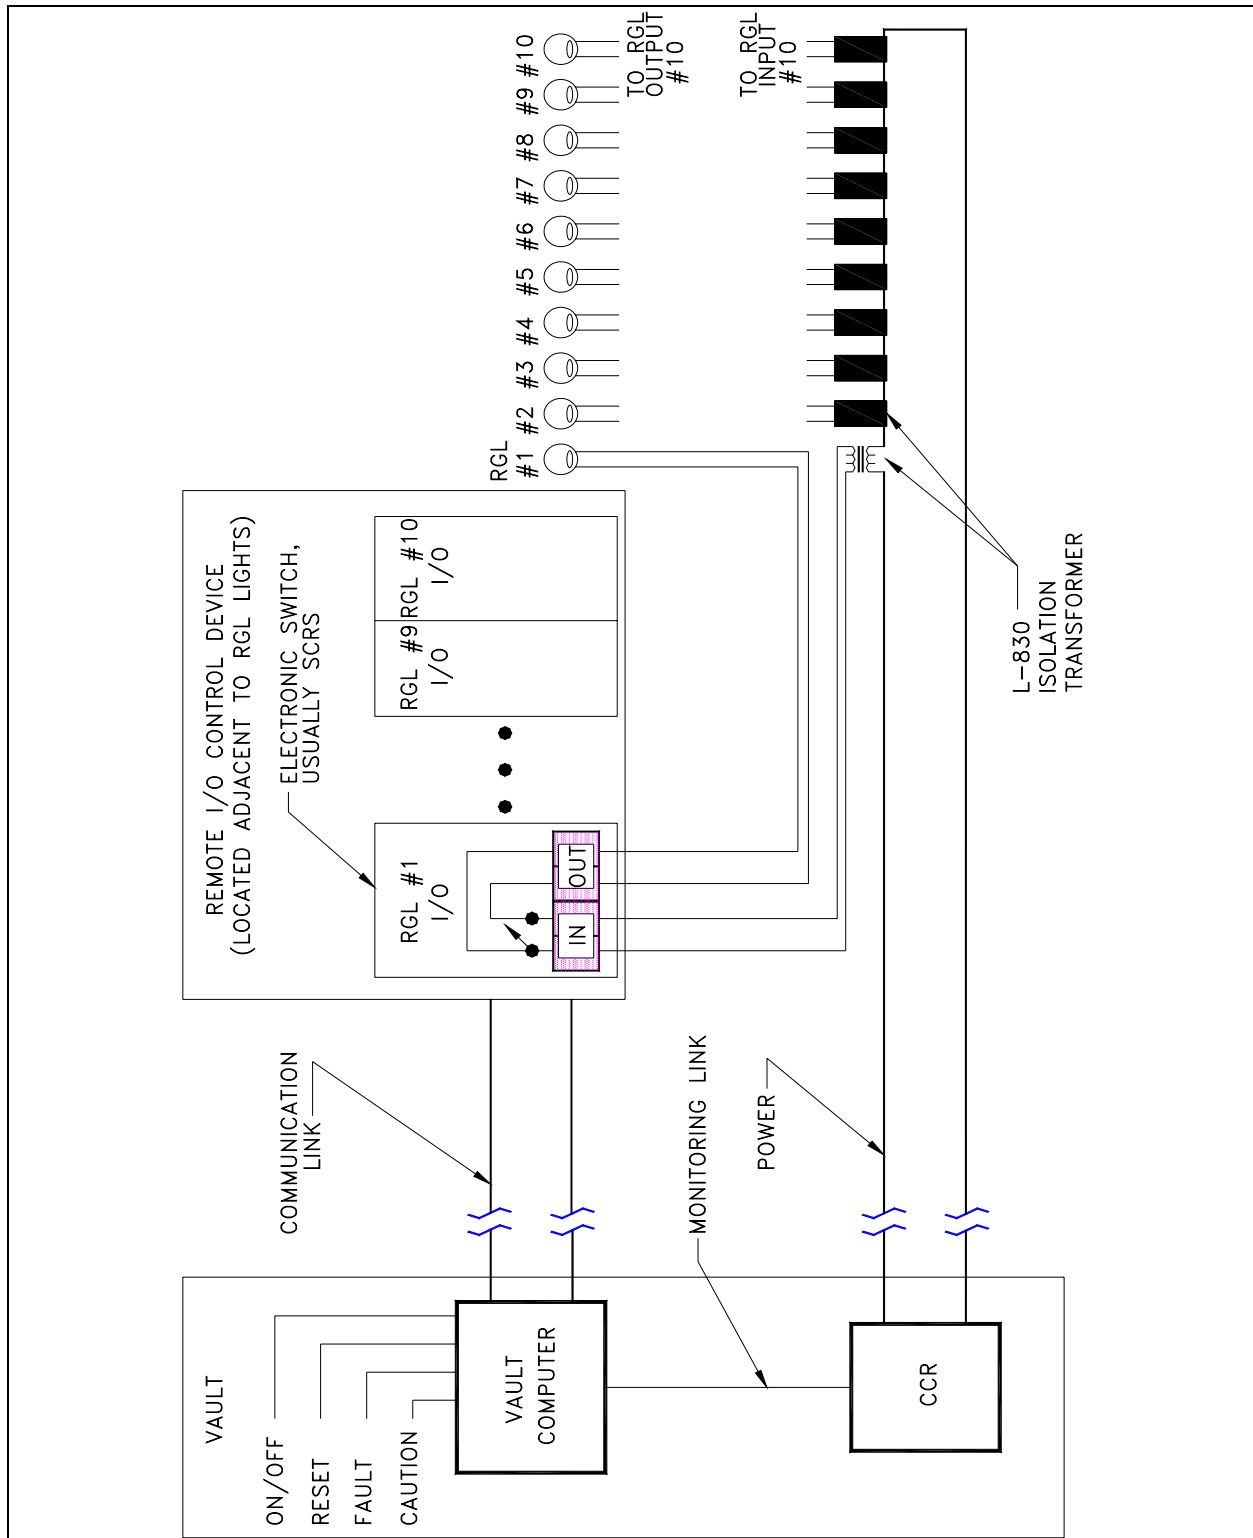 VAULT
ON/OFF
RESET
FAULT
CAUTION
VAULT
COMPUTER
CCR
COMMUNICATION
LINK
MONITORING LINK
POWER
REMOTE I/O CONTROL DEVICE
(LOCATED ADJACENT TO RGL LIGHTS)
ELECTRONIC SWITCH,
USUALLY SCRS
RGL #1
I/O
IN
OUT
RGL #9
I/O
RGL #10
I/O
RGL
#1
#2
#3
#4
#5
#6
#7
#8
#9
#10
TO RGL
OUTPUT
#10
TO RGL
INPUT
#10
L-830
ISOLATION
TRANSFORMER